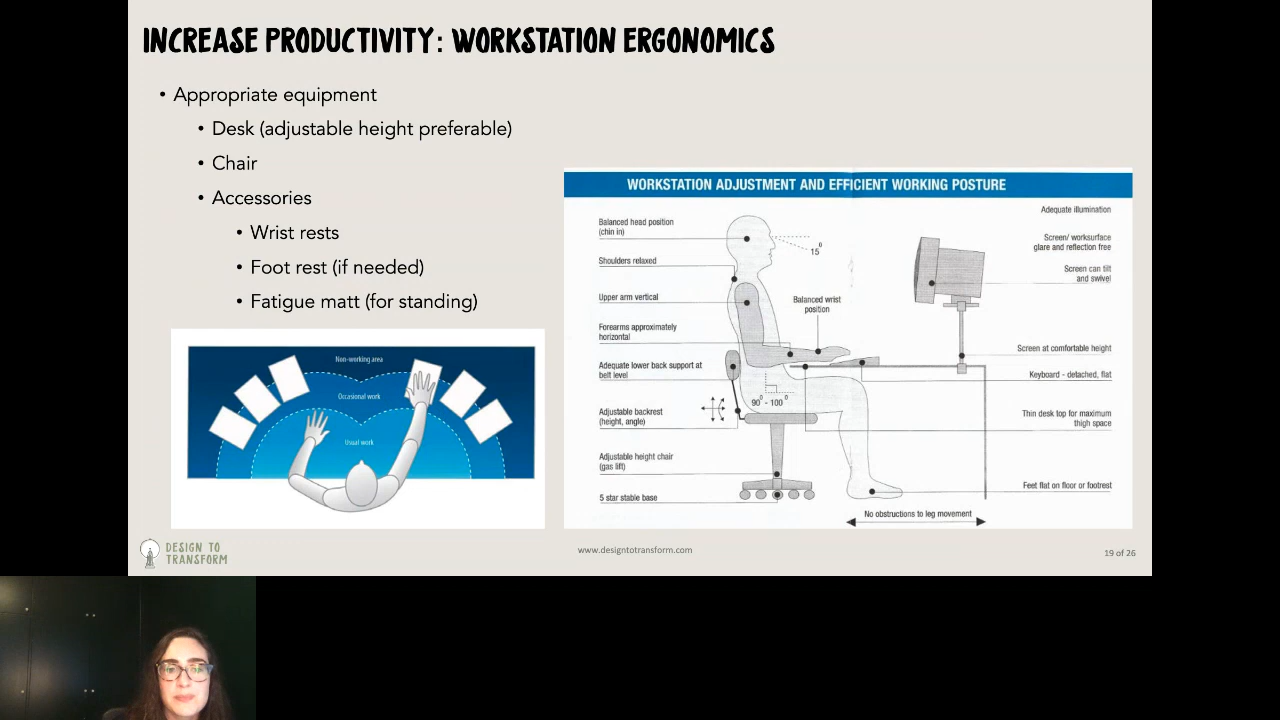 INCREASE PRODUCTIVITY: WORKSTATION ERGONOMICS
• Appropriate equipment
• Desk (adjustable height preferable)
• Chair
• Accessories
• Wrist rests
• Foot rest (if needed)
• Fatigue matt (for standing)
Non-working area
Occasional work
Usual work
WORKSTATION ADJUSTMENT AND EFFICIENT WORKING POSTURE
Balanced head position
(chin in)
Shoulders relaxed
Upper arm vertical
Forearms approximately
horizontal
Adequate lower back support at
belt level
Adjustable backrest
(height, angle)
Adjustable height chair
(gas lift)
5 star stable base
15°
Balanced wrist
position
90° - 100°
Adequate illumination
Screen/ worksurface
glare and reflection free
Screen can tilt
and swivel
Screen at comfortable height
Keyboard - detached, flat
Thin desk top for maximum
thigh space
Feet flat on floor or footrest
No obstructions to leg movement
DESIGN TO
TRANSFORM
www.designtotransform.com
19 of 26